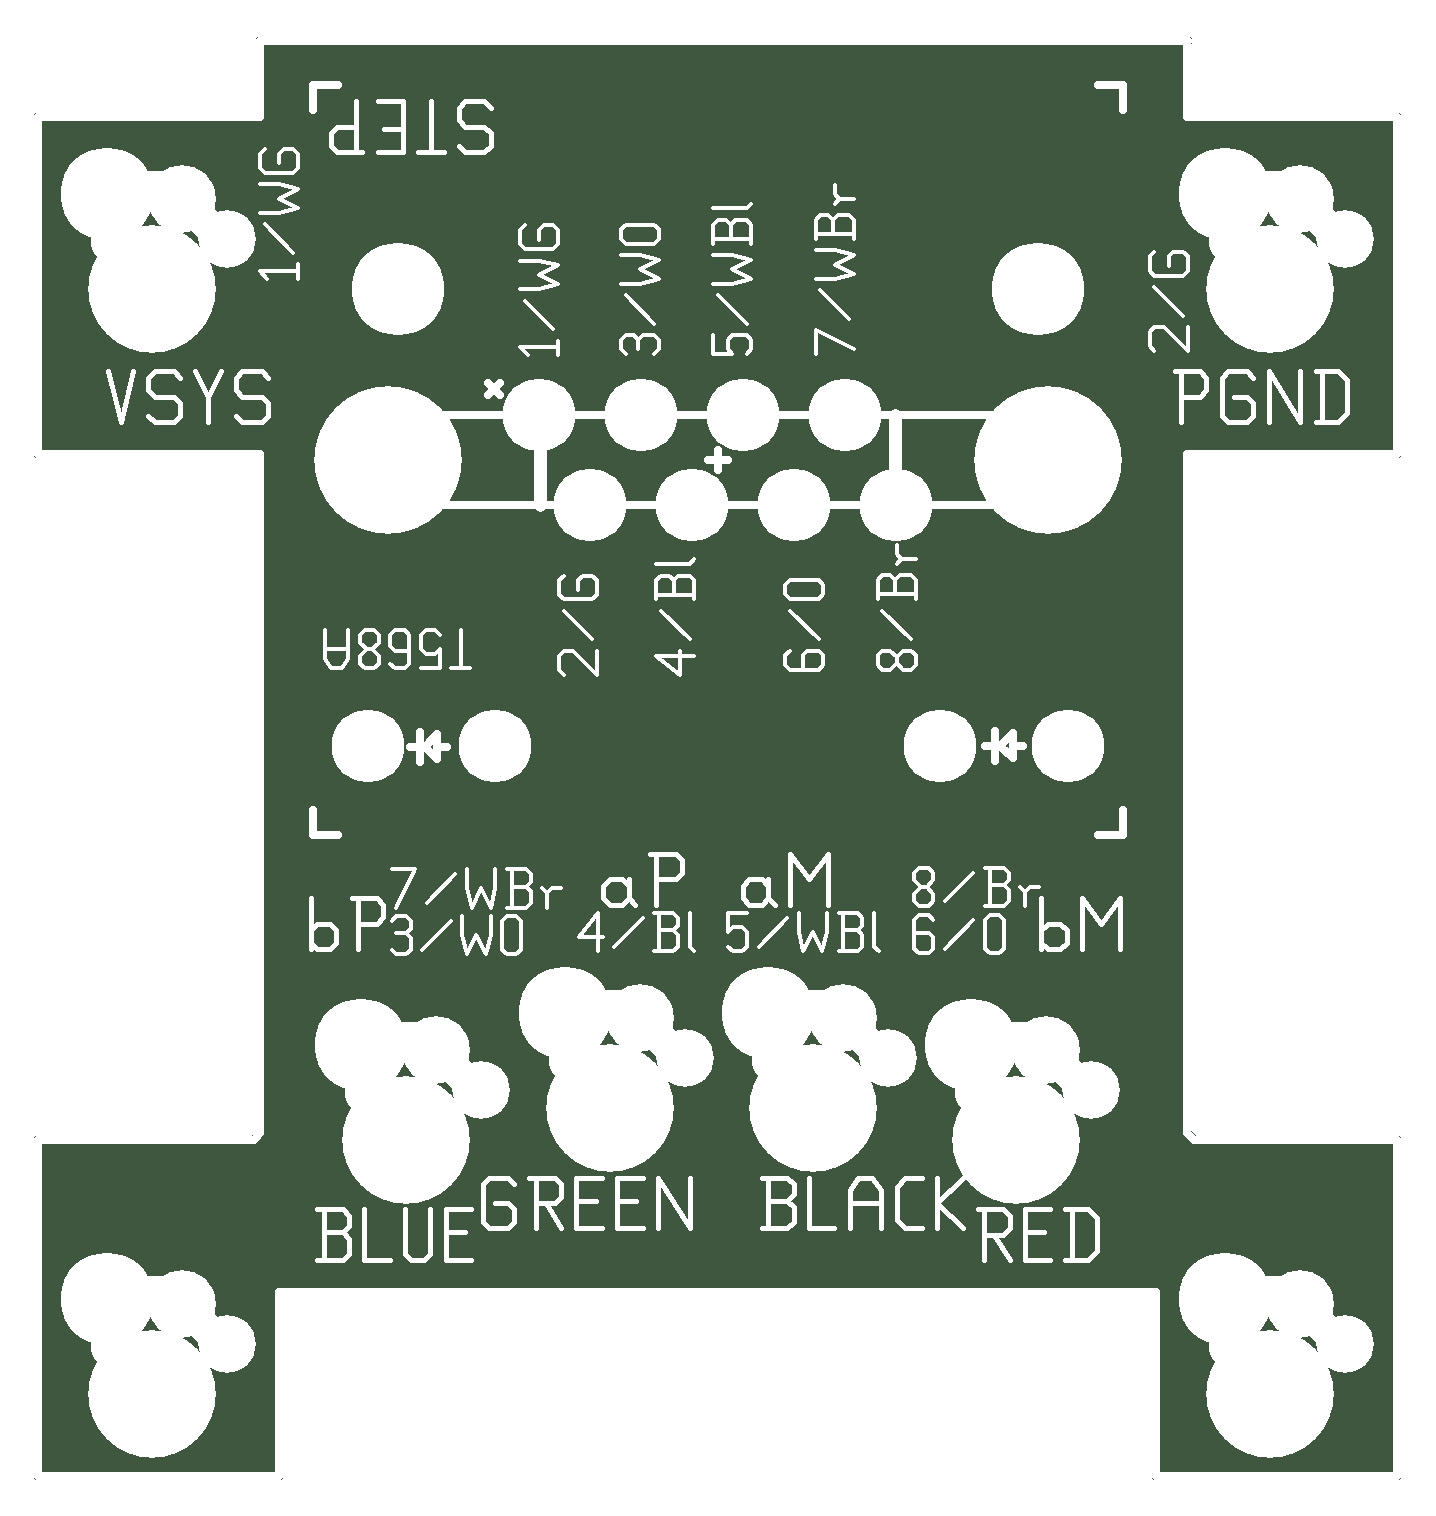 STEP
1/WG
1/WG
3/WO
5/WBl
7/WBr
2/G
VSYS
PGND
2/G
4/Bl
6/O
8/Br
T568A
7/WBr
aP
aM
8/Br
bP
3/WO
4/Bl
5/WBl
6/O
bM
GREEN
BLACK
BLUE
RED